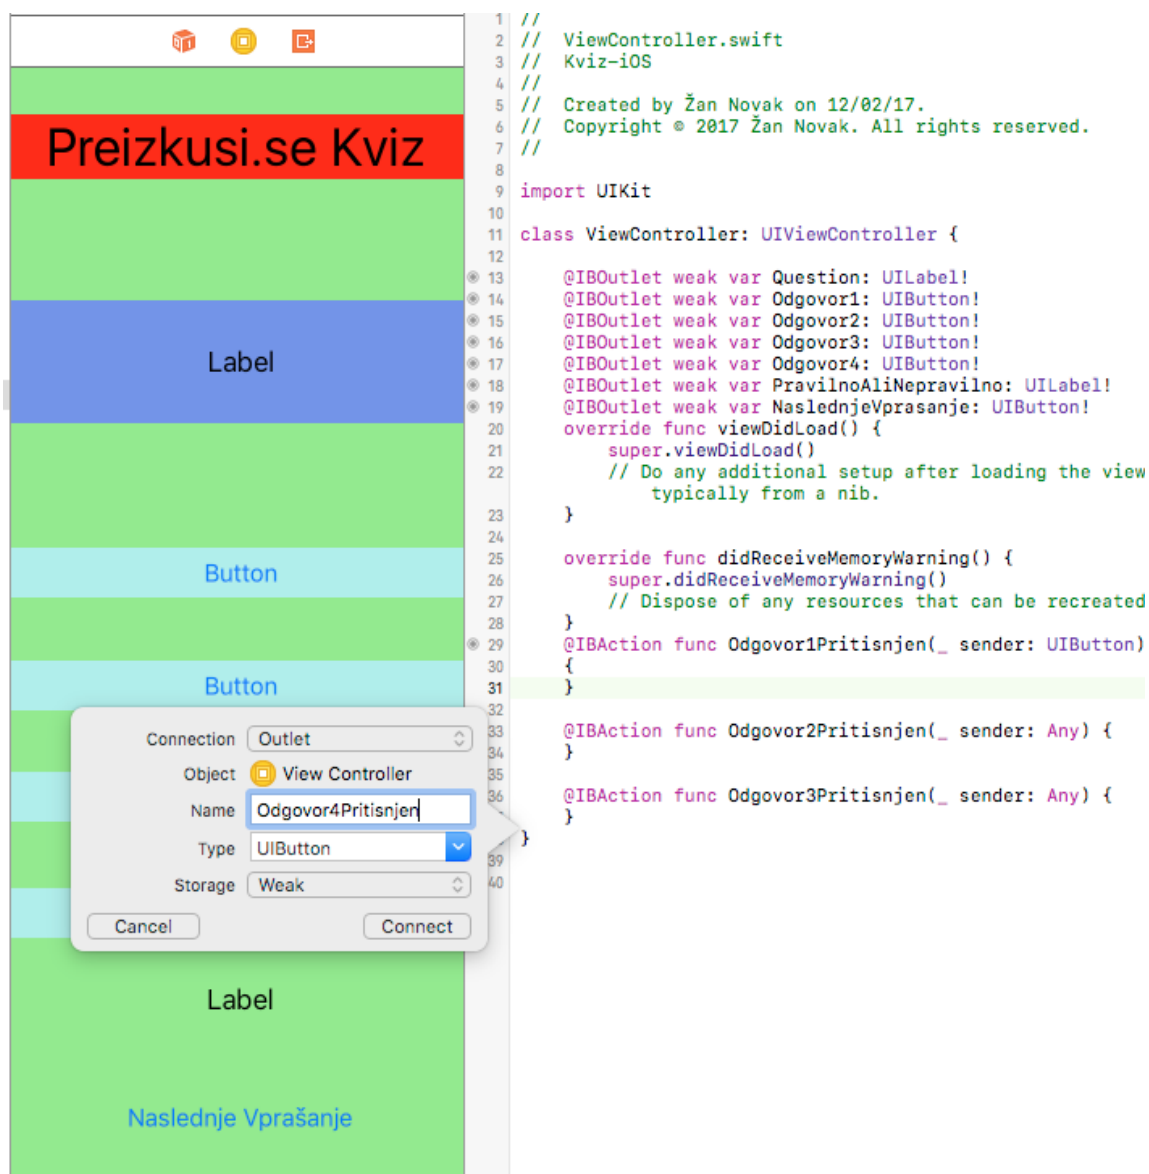 Preizkusi.se Kviz
Label
Button
Button
Connection Outlet
Object View Controller
Name Odgovor4Pritisnjen
Type UIButton
Storage Weak
Cancel Connect
Label
Naslednje Vprašanje
1 //
2 //  ViewController.swift
3 //  Kviz-iOS
4 //
5 //  Created by Žan Novak on 12/02/17.
6 //  Copyright © 2017 Žan Novak. All rights reserved.
7 //
8
9 import UIKit
10
11 class ViewController: UIViewController {
12
13     @IBOutlet weak var Question: UILabel!
14     @IBOutlet weak var Odgovor1: UIButton!
15     @IBOutlet weak var Odgovor2: UIButton!
16     @IBOutlet weak var Odgovor3: UIButton!
17     @IBOutlet weak var Odgovor4: UIButton!
18     @IBOutlet weak var PravilnoAliNepravilno: UILabel!
19     @IBOutlet weak var NaslednjeVprasanje: UIButton!
20     override func viewDidLoad() {
21         super.viewDidLoad()
22         // Do any additional setup after loading the view
typically from a nib.
23     }
24
25     override func didReceiveMemoryWarning() {
26         super.didReceiveMemoryWarning()
27         // Dispose of any resources that can be recreated
28     }
29     @IBAction func Odgovor1Pritisnjen(_ sender: UIButton)
30     {
31     }
32
33     @IBAction func Odgovor2Pritisnjen(_ sender: Any) {
34     }
35
36     @IBAction func Odgovor3Pritisnjen(_ sender: Any) {
}
}
39
40